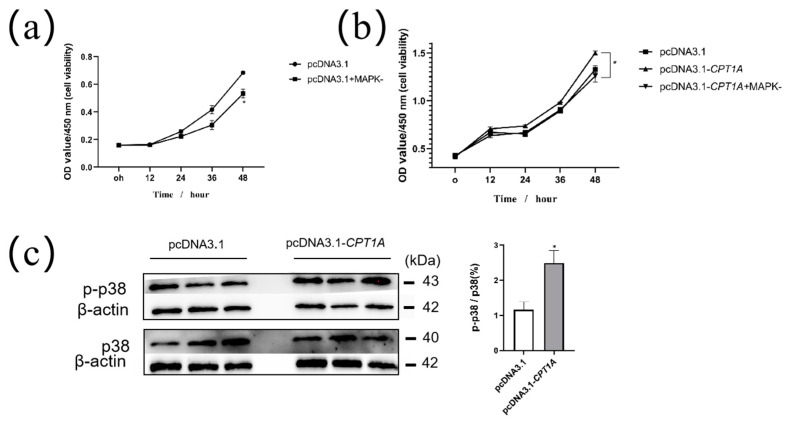 (a)
OD value/450 nm (cell viability)
0.8
0.6
0.4
0.2
0.0
oh 12 24 36 48
Time / hour
pcDNA3.1
pcDNA3.1+MAPK-
*
(b)
OD value/450 nm (cell viability)
1.5
1.0
0.5
o 12 24 36 48
Time / hour
pcDNA3.1
pcDNA3.1-CPT1A
pcDNA3.1-CPT1A+MAPK-
(c)
pcDNA3.1 pcDNA3.1-CPT1A (kDa)
p-p38 43
β-actin 42
p38 40
β-actin 42
p-p38 / p38(%)
3
2
1
0
*
pcDNA3.1
pcDNA3.1-CPT1A